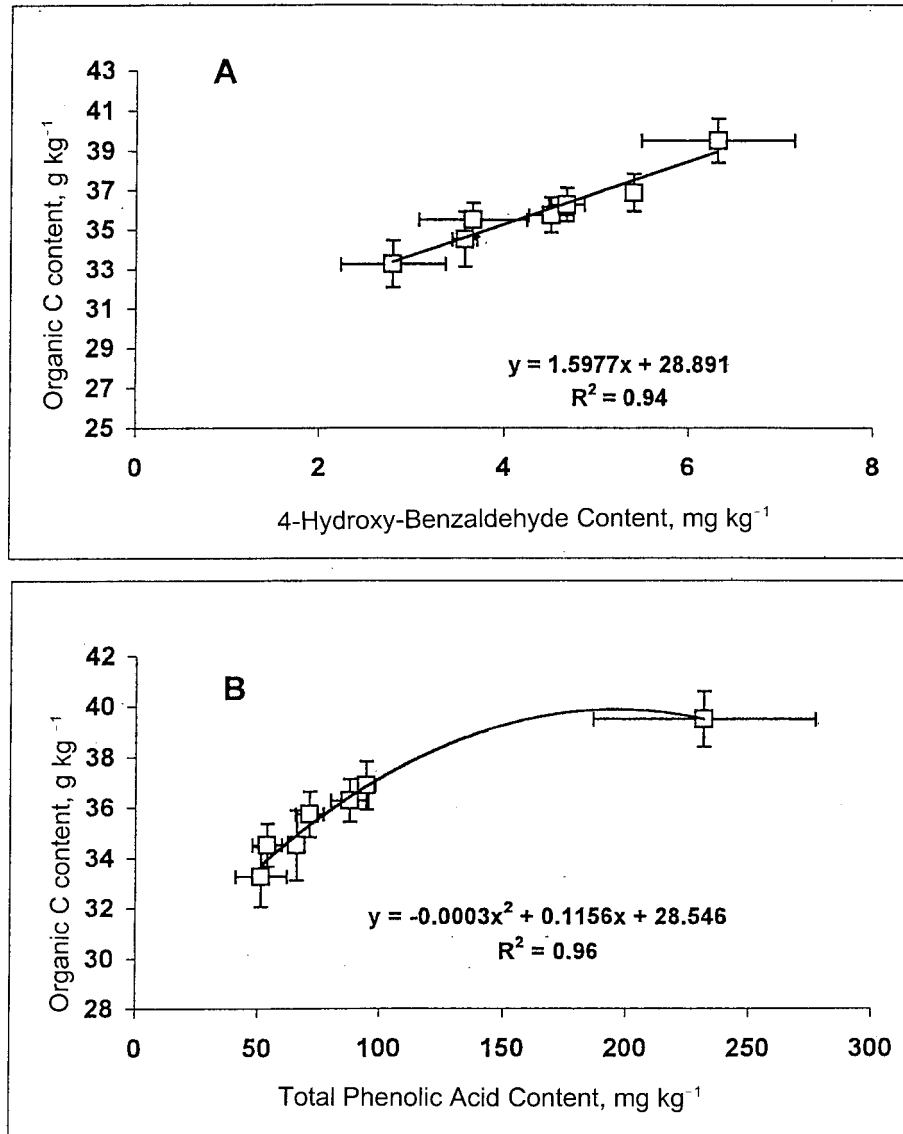 A
43
41
39
37
35
33
31
29
27
25
Organic C content, g kg⁻¹
y = 1.5977x + 28.891
R² = 0.94
0 2 4 6 8
4-Hydroxy-Benzaldehyde Content, mg kg⁻¹
B
42
40
38
36
34
32
30
28
Organic C content, g kg⁻¹
y = -0.0003x² + 0.1156x + 28.546
R² = 0.96
0 50 100 150 200 250 300
Total Phenolic Acid Content, mg kg⁻¹